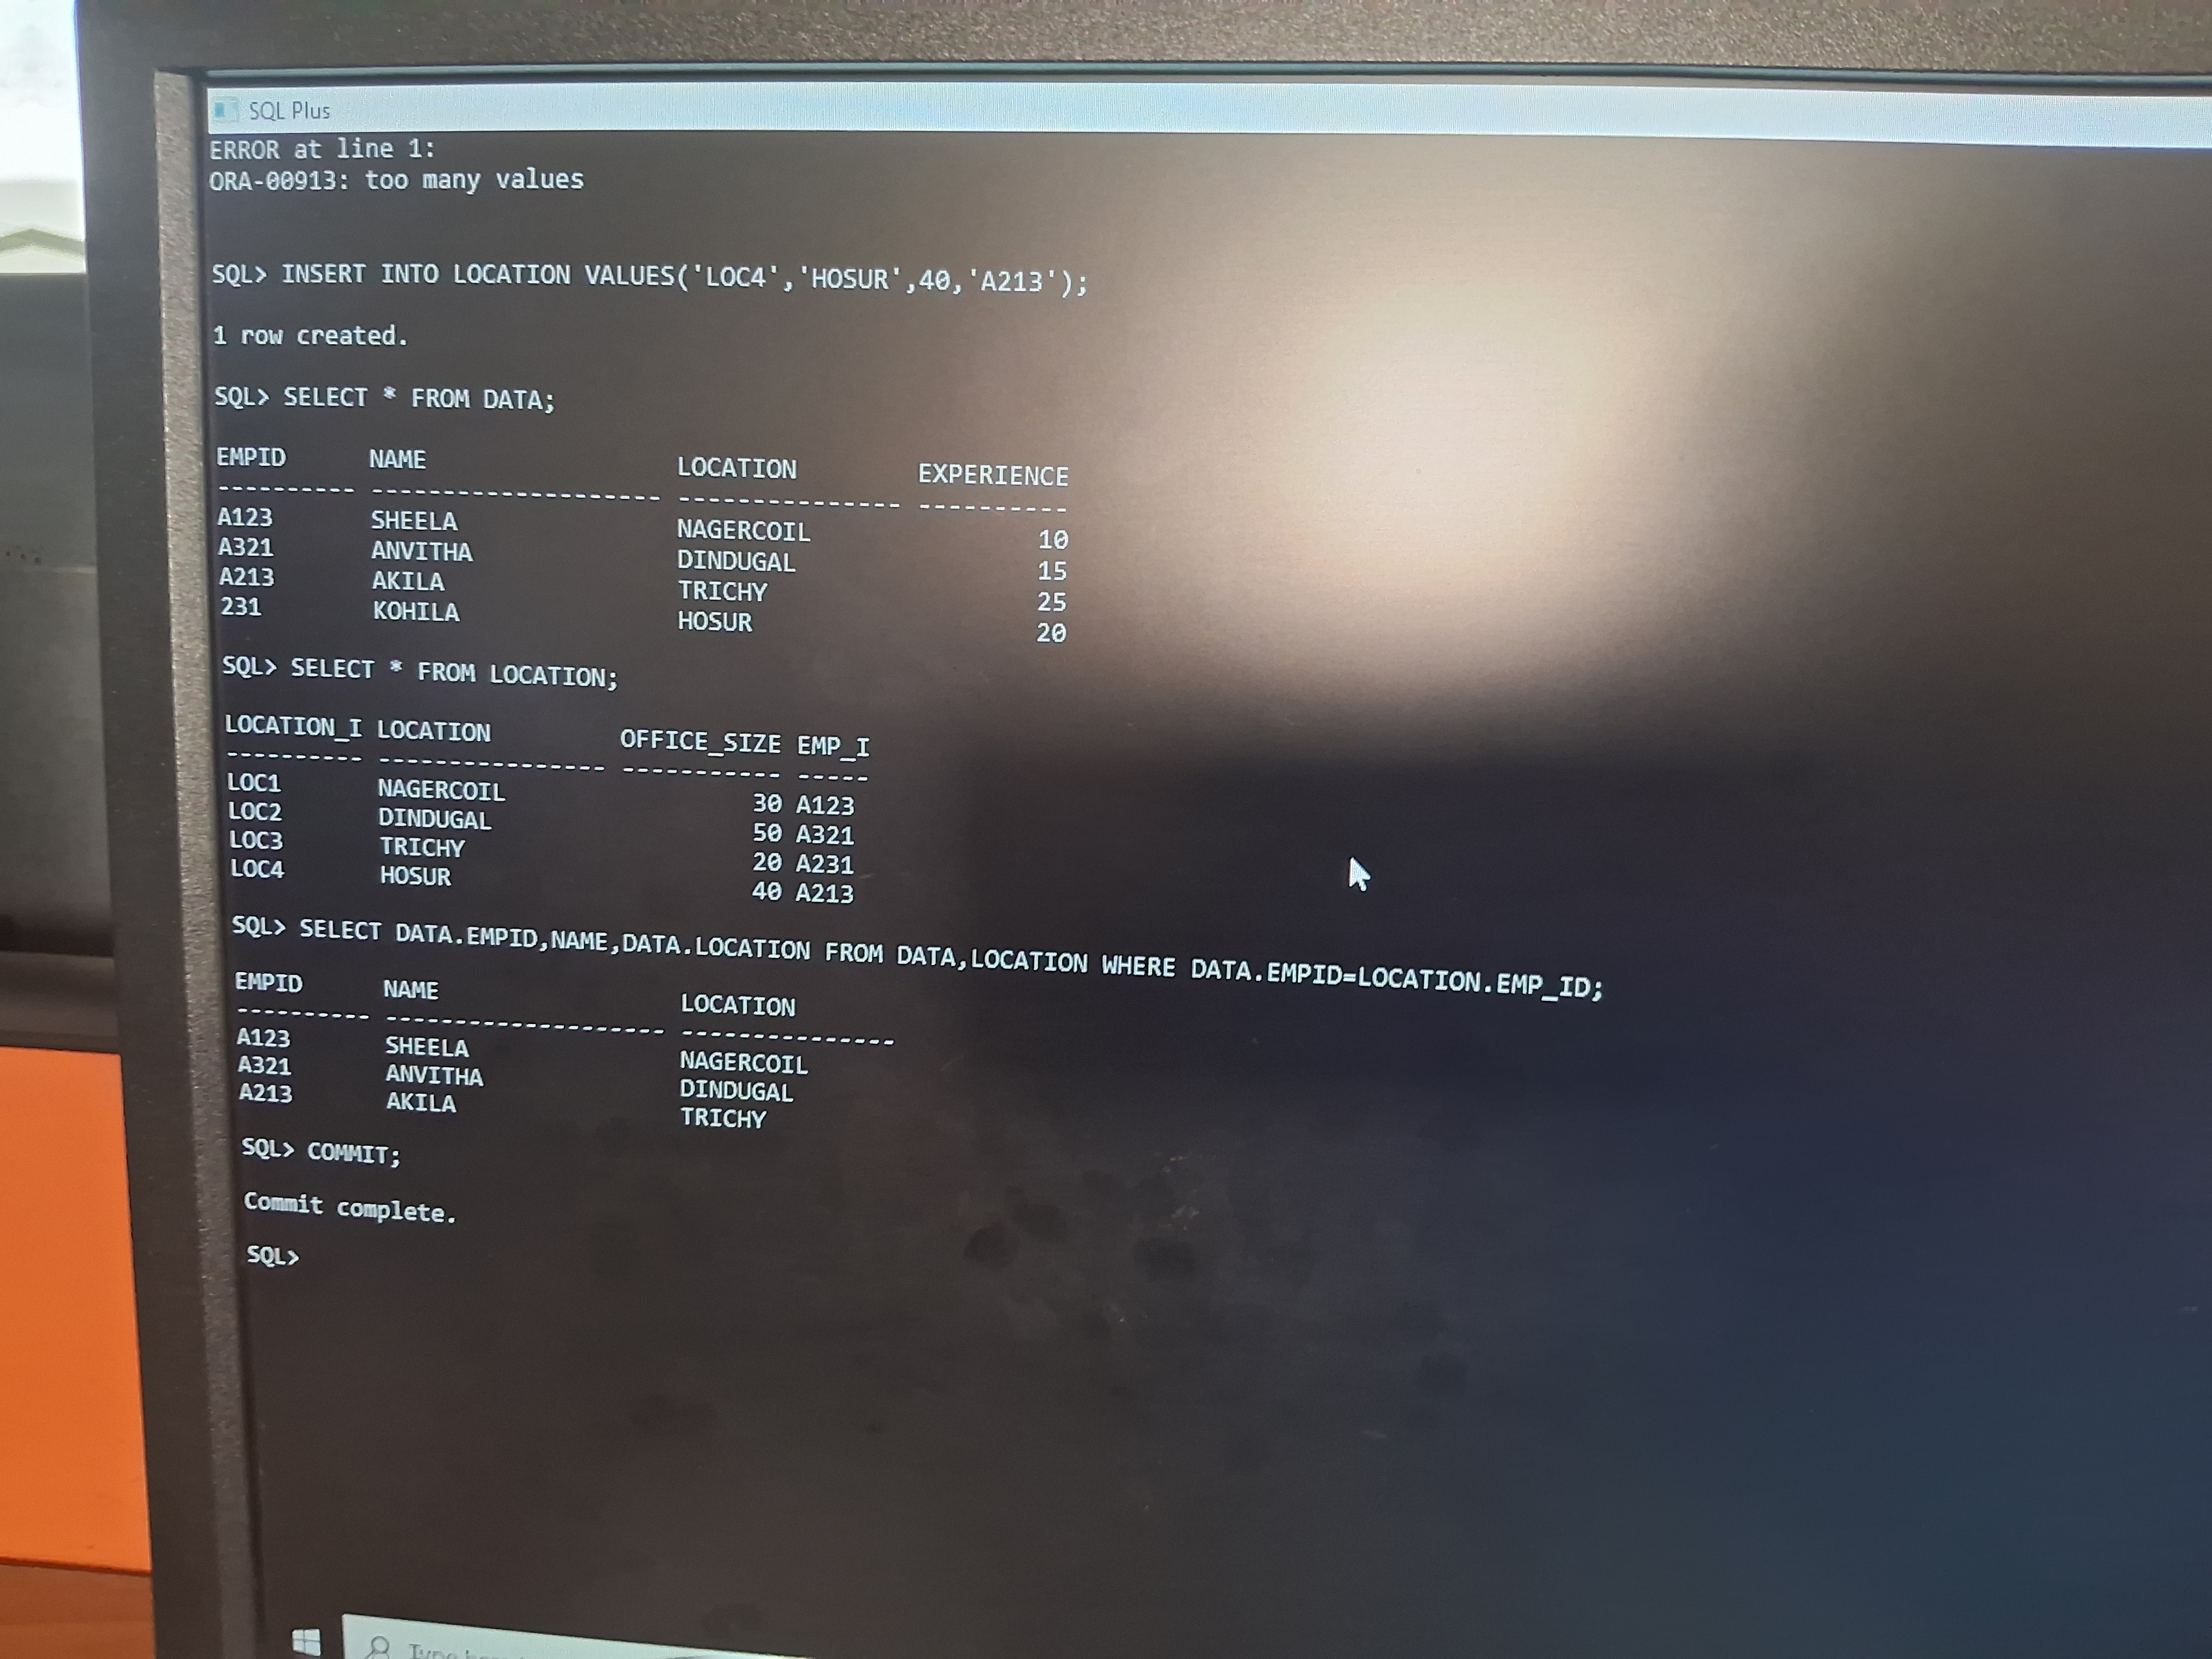 SQL Plus
ERROR at line 1:
ORA-00913: too many values
SQL> INSERT INTO LOCATION VALUES('LOC4','HOSUR',40,'A213');
1 row created.
SQL> SELECT * FROM DATA;
EMPID NAME LOCATION EXPERIENCE
---------- -------------------- --------------- ----------
A123 SHEELA NAGERCOIL 10
A321 ANVITHA DINDUGAL 15
A213 AKILA TRICHY 25
231 KOHILA HOSUR 20
SQL> SELECT * FROM LOCATION;
LOCATION_I LOCATION OFFICE_SIZE EMP_I
---------- --------------- ----------- -----
LOC1 NAGERCOIL 30 A123
LOC2 DINDUGAL 50 A321
LOC3 TRICHY 20 A231
LOC4 HOSUR 40 A213
SQL> SELECT DATA.EMPID,NAME,DATA.LOCATION FROM DATA,LOCATION WHERE DATA.EMPID=LOCATION.EMP_ID;
EMPID NAME LOCATION
---------- -------------------- ---------------
A123 SHEELA NAGERCOIL
A321 ANVITHA DINDUGAL
A213 AKILA TRICHY
SQL> COMMIT;
Commit complete.
SQL>
Type